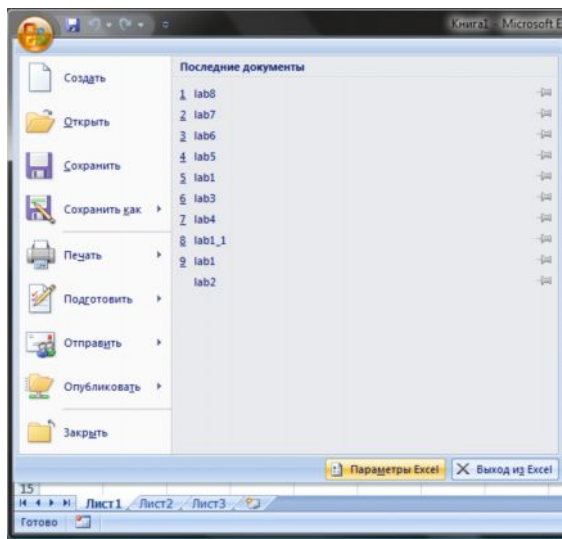 Книга1 - Microsoft E
Создать
Открыть
Сохранить
Сохранить как
Печать
Подготовить
Отправить
Опубликовать
Закрыть
Последние документы
1 lab8
2 lab7
3 lab6
4 lab5
5 lab1
6 lab3
7 lab4
8 lab1_1
9 lab1
lab2
Параметры Excel
Выход из Excel
15
Лист1 Лист2 Лист3
Готово